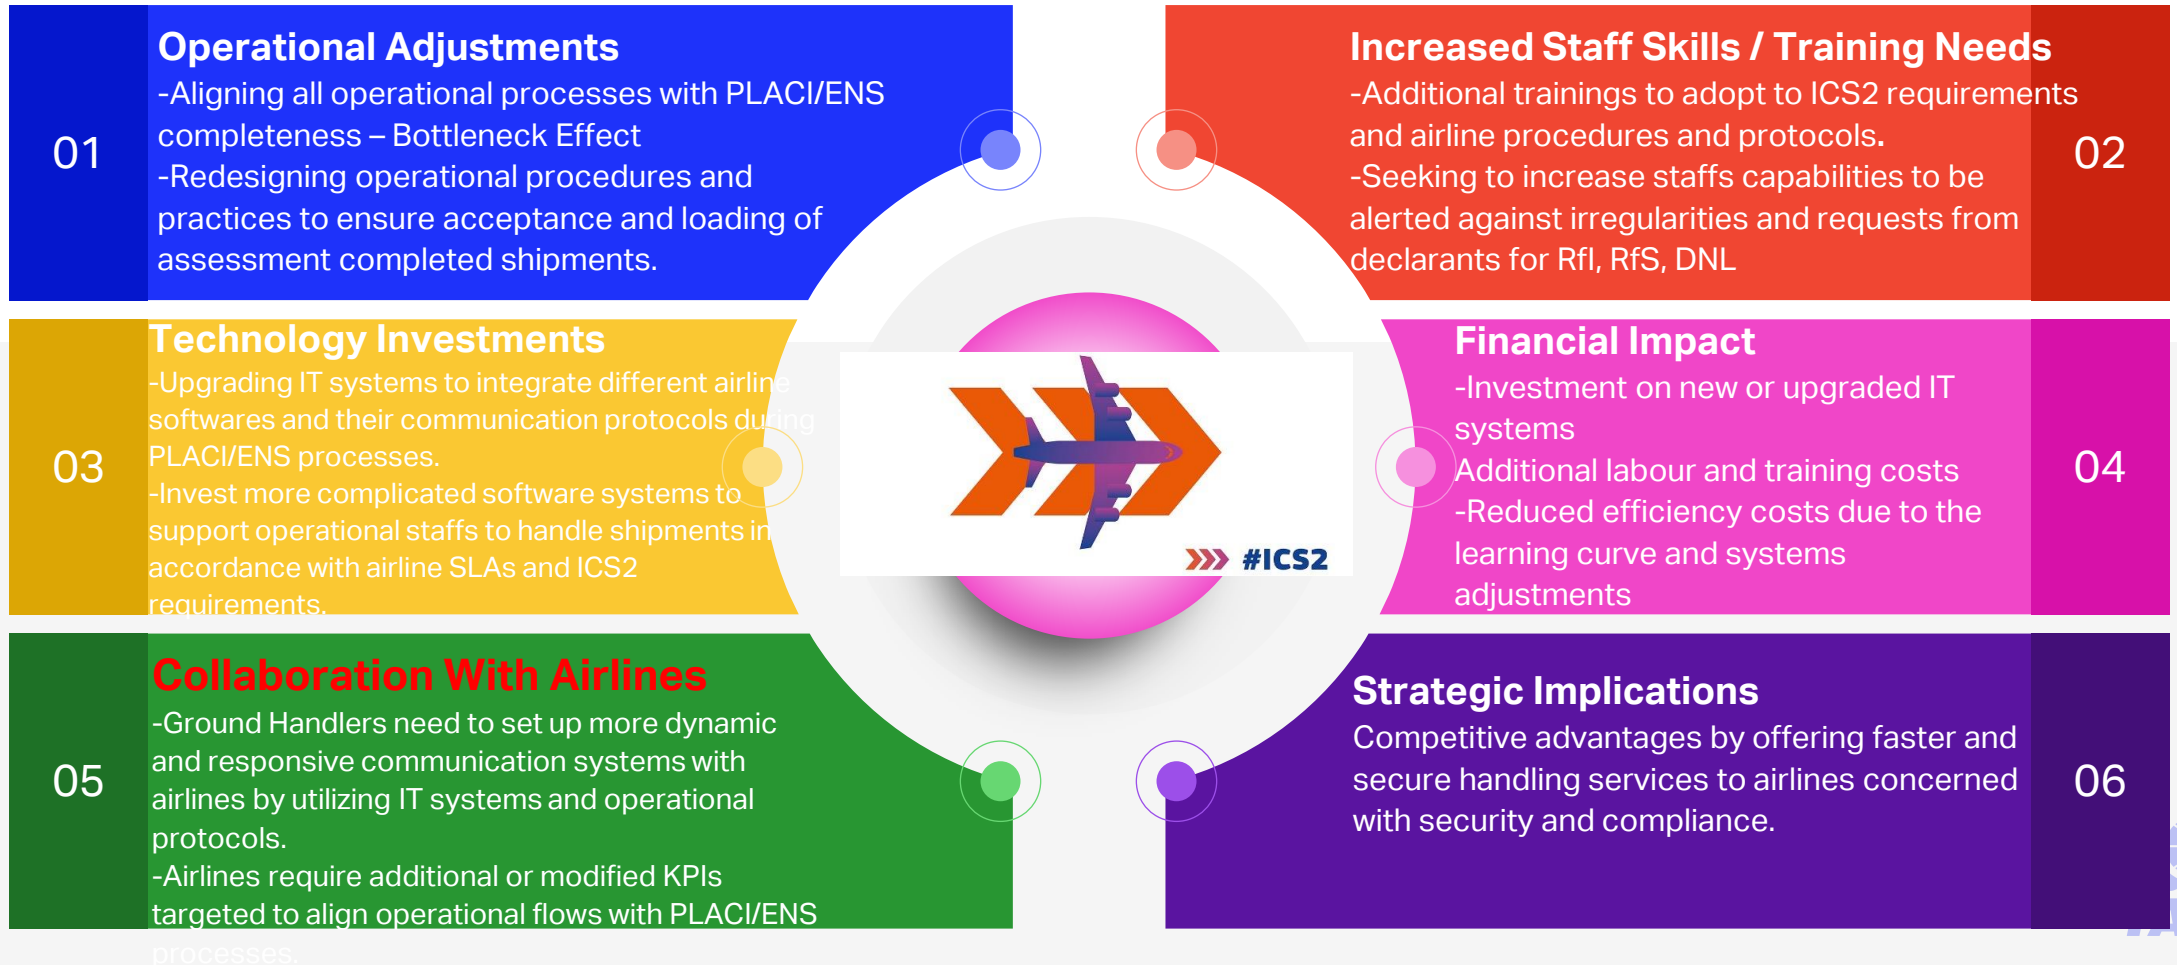 01
Operational Adjustments
-Aligning all operational processes with PLACI/ENS
completeness – Bottleneck Effect
-Redesigning operational procedures and
practices to ensure acceptance and loading of
assessment completed shipments.
Increased Staff Skills / Training Needs
-Additional trainings to adopt to ICS2 requirements
and airline procedures and protocols.
-Seeking to increase staffs capabilities to be
alerted against irregularities and requests from
declarants for RfI, RfS, DNL
02
03
Technology Investments
-Upgrading IT systems to integrate different airline
softwares and their communication protocols during
PLACI/ENS processes.
-Invest more complicated software systems to
support operational staffs to handle shipments in
accordance with airline SLAs and ICS2
requirements.
#ICS2
Financial Impact
-Investment on new or upgraded IT
systems
Additional labour and training costs
-Reduced efficiency costs due to the
learning curve and systems
adjustments
04
05
Collaboration With Airlines
-Ground Handlers need to set up more dynamic
and responsive communication systems with
airlines by utilizing IT systems and operational
protocols.
-Airlines require additional or modified KPIs
targeted to align operational flows with PLACI/ENS
processes.
Strategic Implications
Competitive advantages by offering faster and
secure handling services to airlines concerned
with security and compliance.
06